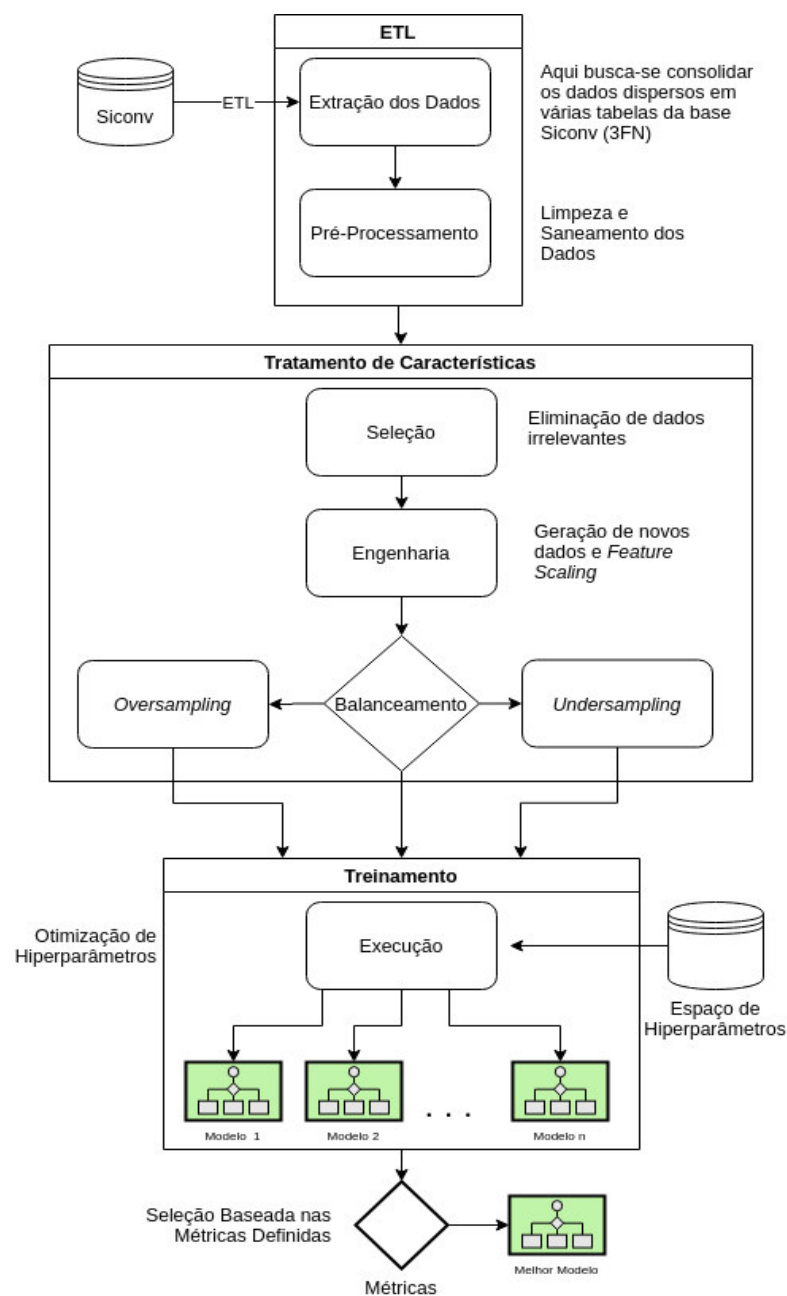 ETL
Siconv
ETL
Extração dos Dados
Aqui busca-se consolidar
os dados dispersos em
várias tabelas da base
Siconv (3FN)
Pré-Processamento
Limpeza e
Saneamento dos
Dados
Tratamento de Características
Seleção
Eliminação de dados
irrelevantes
Engenharia
Geração de novos
dados e Feature
Scaling
Oversampling
Balanceamento
Undersampling
Treinamento
Otimização de
Hiperparâmetros
Execução
Espaço de
Hiperparâmetros
Modelo 1
Modelo 2
. . .
Modelo n
Seleção Baseada nas
Métricas Definidas
Métricas
Melhor Modelo